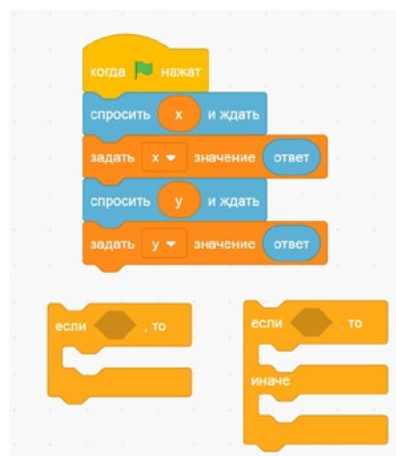 когда нажат
спросить x и ждать
задать x значение ответ
спросить y и ждать
задать y значение ответ
если , то
если , то
иначе